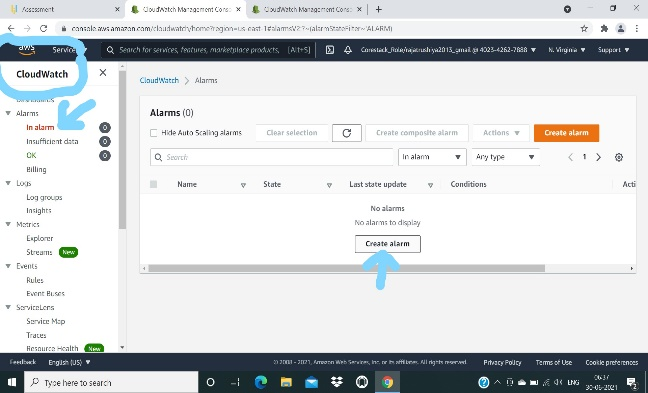 Assessment
CloudWatch Management Cons
CloudWatch Management Cons
console.aws.amazon.com/cloudwatch/home?region=us-east-1#alarmsV2:?~(alarmStateFilter~'ALARM)
aws
Services
Search for services, features, marketplace products, [Alt+S]
Corestack_Role/rajatrushiya2013_gmail @ 4023-4262-7888
N. Virginia
Support
CloudWatch
Dashboards
Alarms
In alarm 0
Insufficient data 0
OK 0
Billing
Logs
Log groups
Insights
Metrics
Explorer
Streams New
Events
Rules
Event Buses
ServiceLens
Service Map
Traces
Resource Health New
CloudWatch > Alarms
Alarms (0)
Hide Auto Scaling alarms
Clear selection
Create composite alarm
Actions
Create alarm
Search
In alarm
Any type
1
Name State Last state update Conditions Acti
No alarms
No alarms to display
Create alarm
Feedback English (US) © 2008 - 2021, Amazon Web Services, Inc. or its affiliates. All rights reserved. Privacy Policy Terms of Use Cookie preferences
Type here to search
ENG
06:37
30-06-2021
2